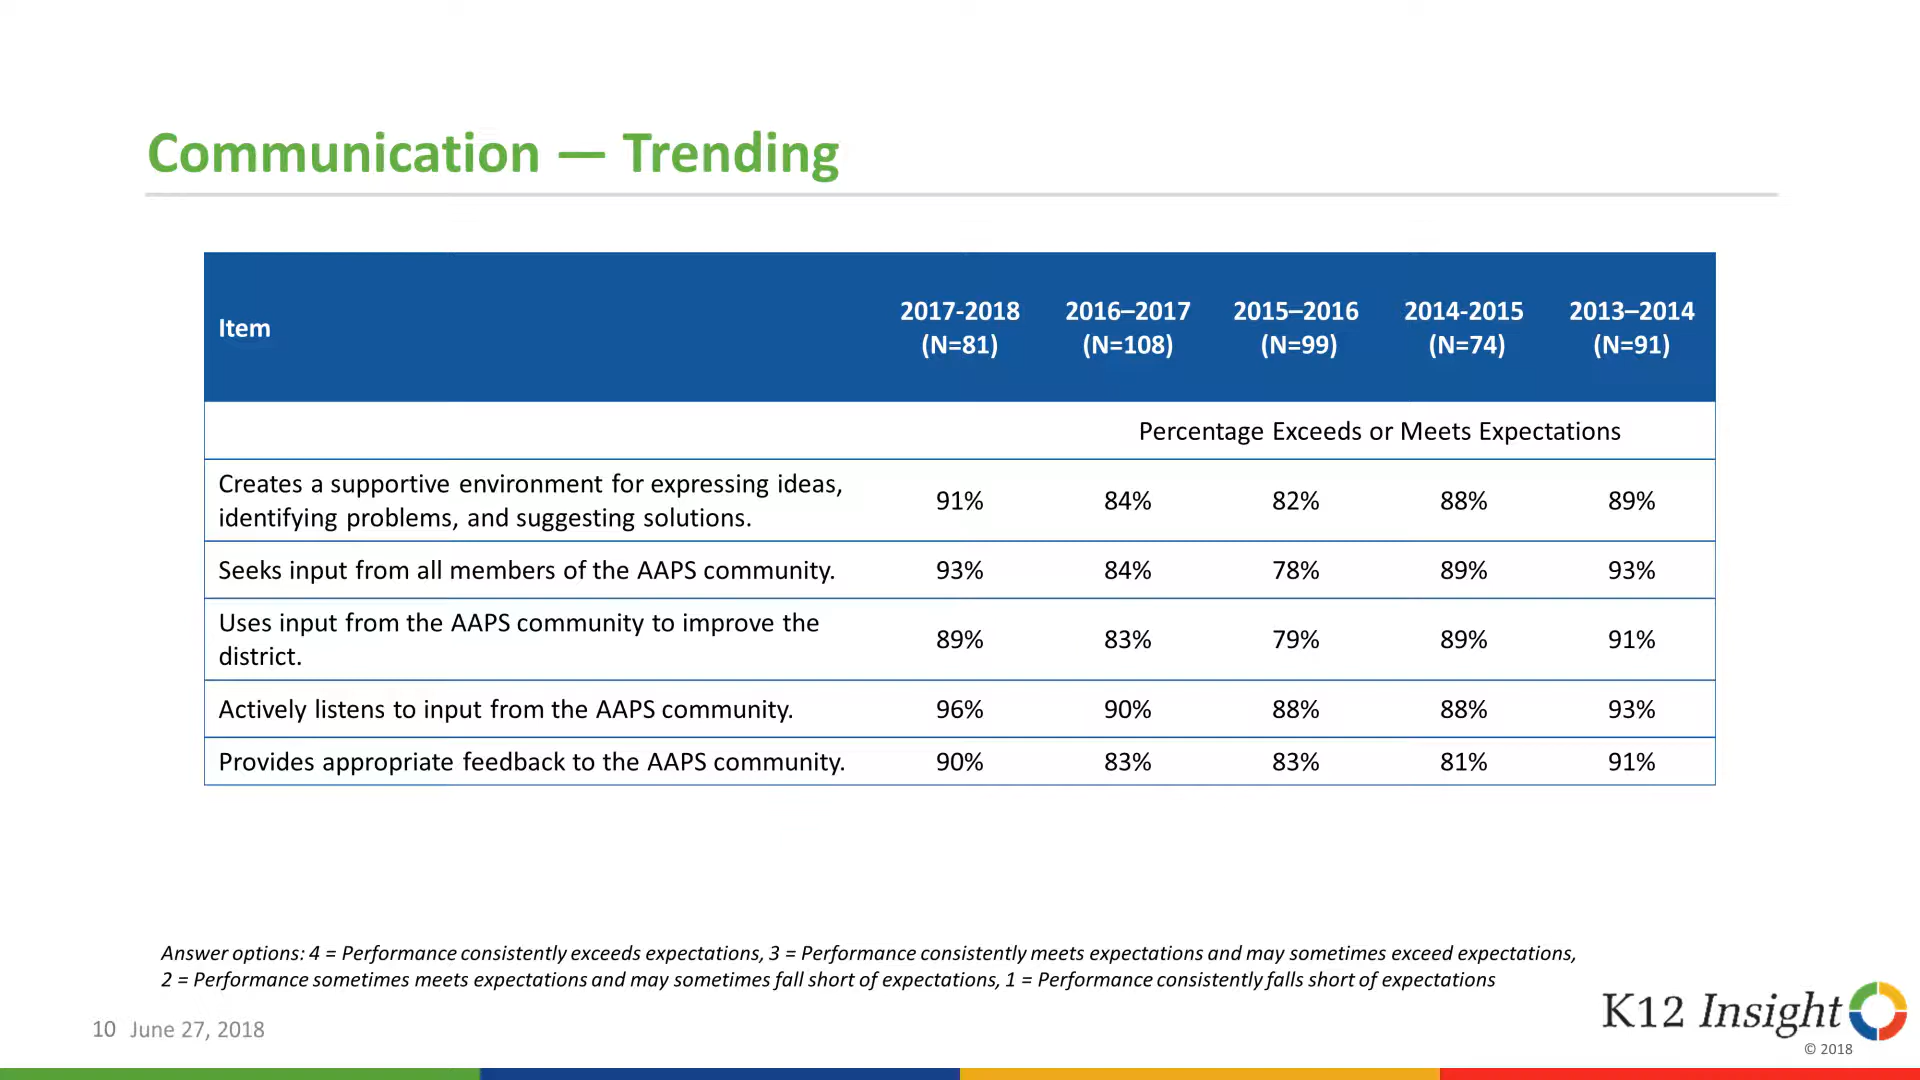 Communication — Trending
Item
2017-2018 (N=81)
2016–2017 (N=108)
2015–2016 (N=99)
2014-2015 (N=74)
2013–2014 (N=91)
Percentage Exceeds or Meets Expectations
Creates a supportive environment for expressing ideas,
identifying problems, and suggesting solutions.
91% 84% 82% 88% 89%
Seeks input from all members of the AAPS community. 93% 84% 78% 89% 93%
Uses input from the AAPS community to improve the
district.
89% 83% 79% 89% 91%
Actively listens to input from the AAPS community. 96% 90% 88% 88% 93%
Provides appropriate feedback to the AAPS community. 90% 83% 83% 81% 91%
Answer options: 4 = Performance consistently exceeds expectations, 3 = Performance consistently meets expectations and may sometimes exceed expectations,
2 = Performance sometimes meets expectations and may sometimes fall short of expectations, 1 = Performance consistently falls short of expectations
10 June 27, 2018
K12 Insight
© 2018